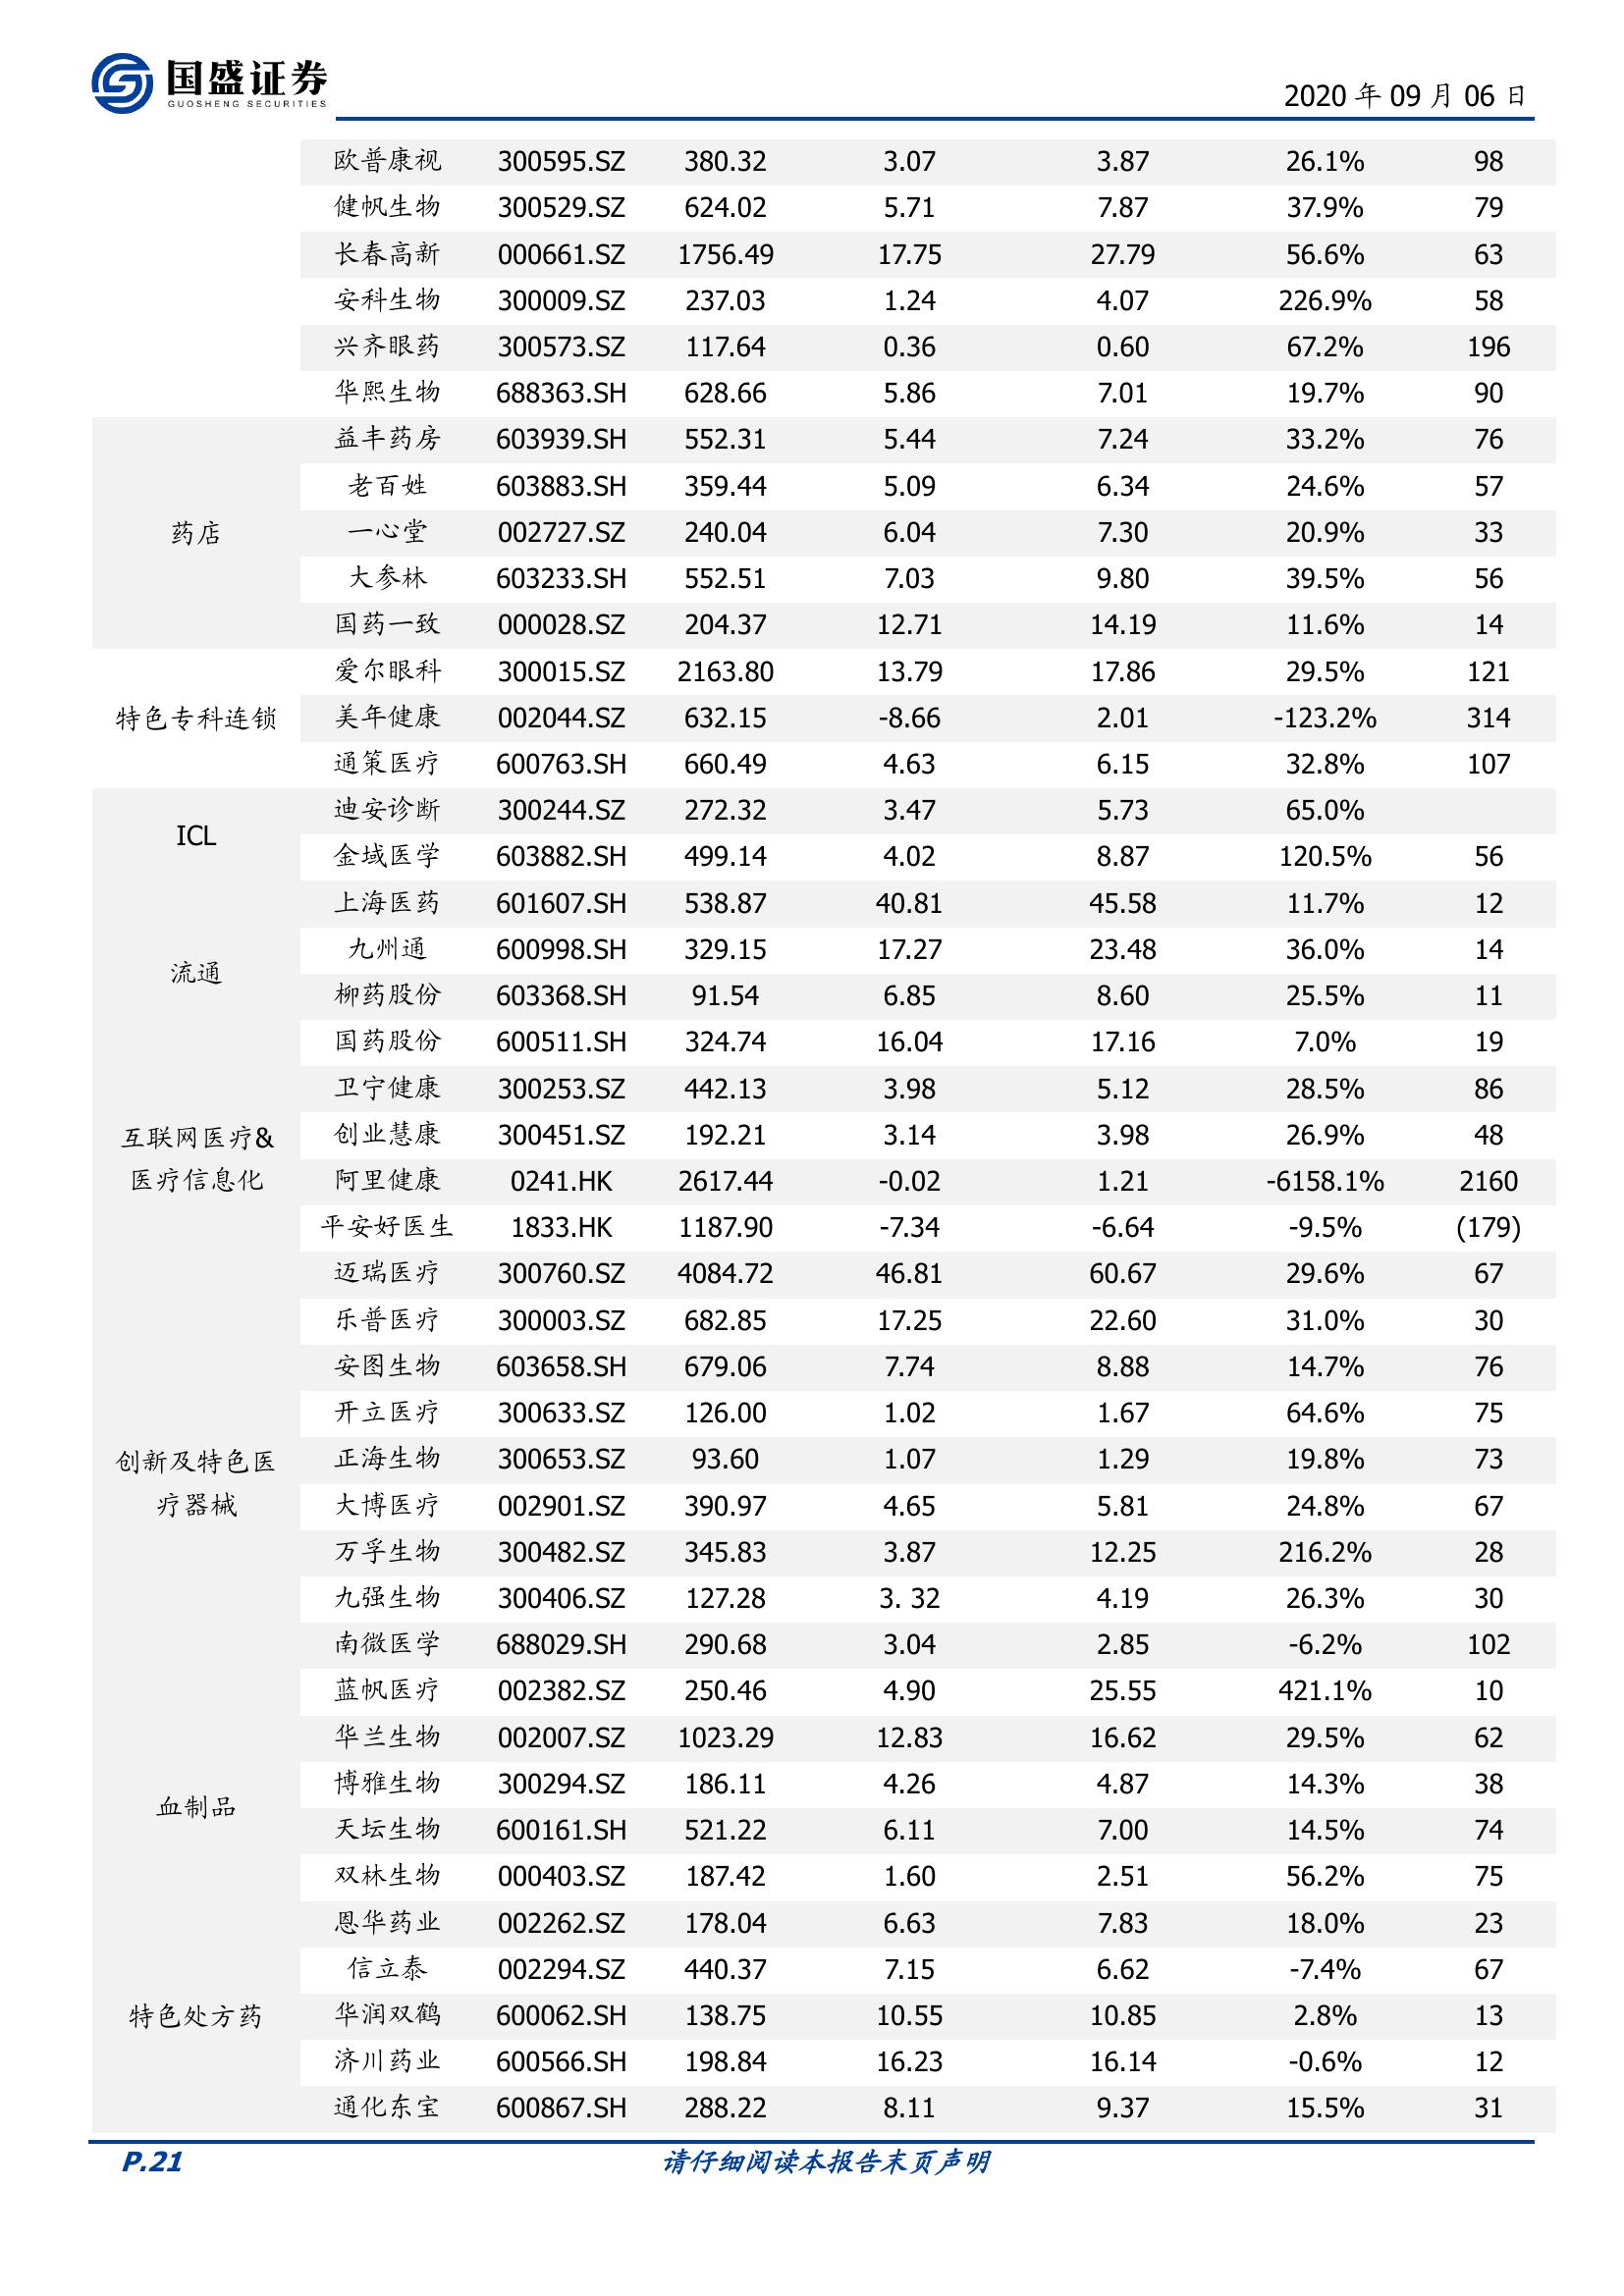 国盛证券
GUOSHENG SECURITIES
2020 年 09 月 06 日
欧普康视 300595.SZ 380.32 3.07 3.87 26.1% 98
健帆生物 300529.SZ 624.02 5.71 7.87 37.9% 79
长春高新 000661.SZ 1756.49 17.75 27.79 56.6% 63
安科生物 300009.SZ 237.03 1.24 4.07 226.9% 58
兴齐眼药 300573.SZ 117.64 0.36 0.60 67.2% 196
华熙生物 688363.SH 628.66 5.86 7.01 19.7% 90
益丰药房 603939.SH 552.31 5.44 7.24 33.2% 76
老百姓 603883.SH 359.44 5.09 6.34 24.6% 57
药店 一心堂 002727.SZ 240.04 6.04 7.30 20.9% 33
大参林 603233.SH 552.51 7.03 9.80 39.5% 56
国药一致 000028.SZ 204.37 12.71 14.19 11.6% 14
爱尔眼科 300015.SZ 2163.80 13.79 17.86 29.5% 121
特色专科连锁 美年健康 002044.SZ 632.15 -8.66 2.01 -123.2% 314
通策医疗 600763.SH 660.49 4.63 6.15 32.8% 107
ICL
迪安诊断 300244.SZ 272.32 3.47 5.73 65.0%
金域医学 603882.SH 499.14 4.02 8.87 120.5% 56
流通
上海医药 601607.SH 538.87 40.81 45.58 11.7% 12
九州通 600998.SH 329.15 17.27 23.48 36.0% 14
柳药股份 603368.SH 91.54 6.85 8.60 25.5% 11
国药股份 600511.SH 324.74 16.04 17.16 7.0% 19
互联网医疗&
医疗信息化
卫宁健康 300253.SZ 442.13 3.98 5.12 28.5% 86
创业慧康 300451.SZ 192.21 3.14 3.98 26.9% 48
阿里健康 0241.HK 2617.44 -0.02 1.21 -6158.1% 2160
平安好医生 1833.HK 1187.90 -7.34 -6.64 -9.5% (179)
创新及特色医
疗器械
迈瑞医疗 300760.SZ 4084.72 46.81 60.67 29.6% 67
乐普医疗 300003.SZ 682.85 17.25 22.60 31.0% 30
安图生物 603658.SH 679.06 7.74 8.88 14.7% 76
开立医疗 300633.SZ 126.00 1.02 1.67 64.6% 75
正海生物 300653.SZ 93.60 1.07 1.29 19.8% 73
大博医疗 002901.SZ 390.97 4.65 5.81 24.8% 67
万孚生物 300482.SZ 345.83 3.87 12.25 216.2% 28
九强生物 300406.SZ 127.28 3. 32 4.19 26.3% 30
南微医学 688029.SH 290.68 3.04 2.85 -6.2% 102
蓝帆医疗 002382.SZ 250.46 4.90 25.55 421.1% 10
血制品
华兰生物 002007.SZ 1023.29 12.83 16.62 29.5% 62
博雅生物 300294.SZ 186.11 4.26 4.87 14.3% 38
天坛生物 600161.SH 521.22 6.11 7.00 14.5% 74
双林生物 000403.SZ 187.42 1.60 2.51 56.2% 75
恩华药业 002262.SZ 178.04 6.63 7.83 18.0% 23
信立泰 002294.SZ 440.37 7.15 6.62 -7.4% 67
特色处方药 华润双鹤 600062.SH 138.75 10.55 10.85 2.8% 13
济川药业 600566.SH 198.84 16.23 16.14 -0.6% 12
通化东宝 600867.SH 288.22 8.11 9.37 15.5% 31
P.21 请仔细阅读本报告末页声明